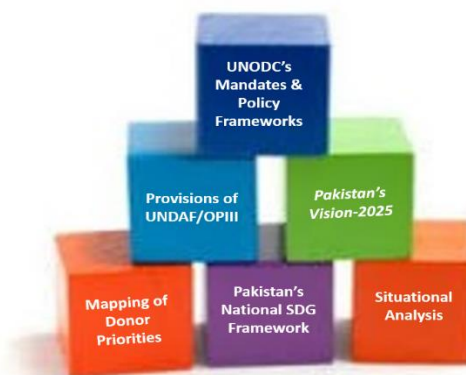 UNODC's
Mandates &
Policy
Frameworks
Provisions of
UNDAF/OPIII
Pakistan's
Vision-2025
Mapping of
Donor
Priorities
Pakistan's
National SDG
Framework
Situational
Analysis